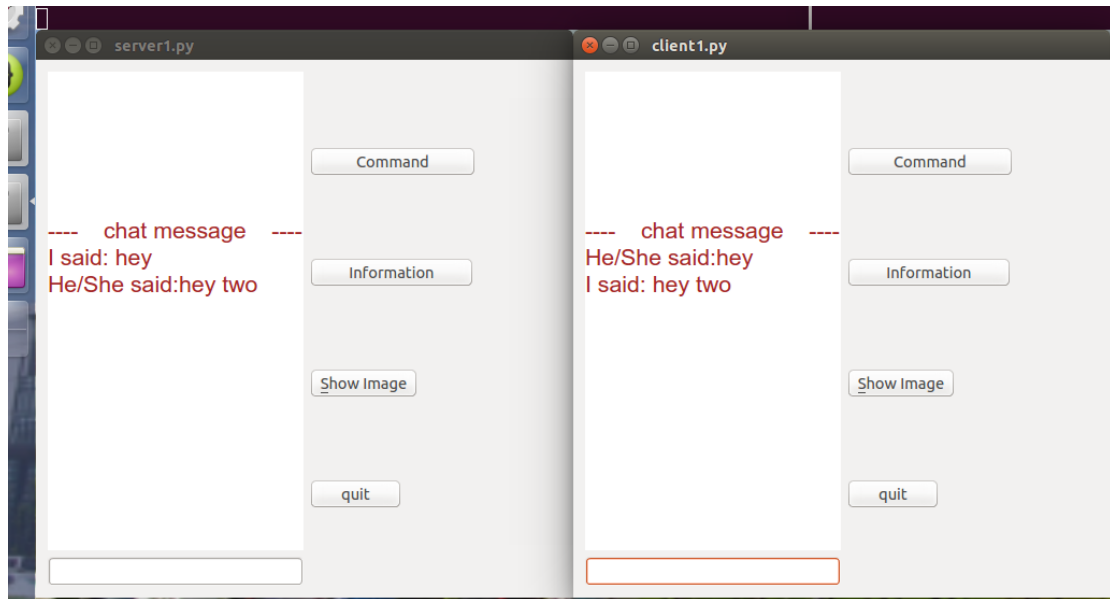 server1.py
Command
----    chat message    ----
I said: hey
He/She said:hey two
Information
Show Image
quit
client1.py
Command
----    chat message    ----
He/She said:hey
I said: hey two
Information
Show Image
quit